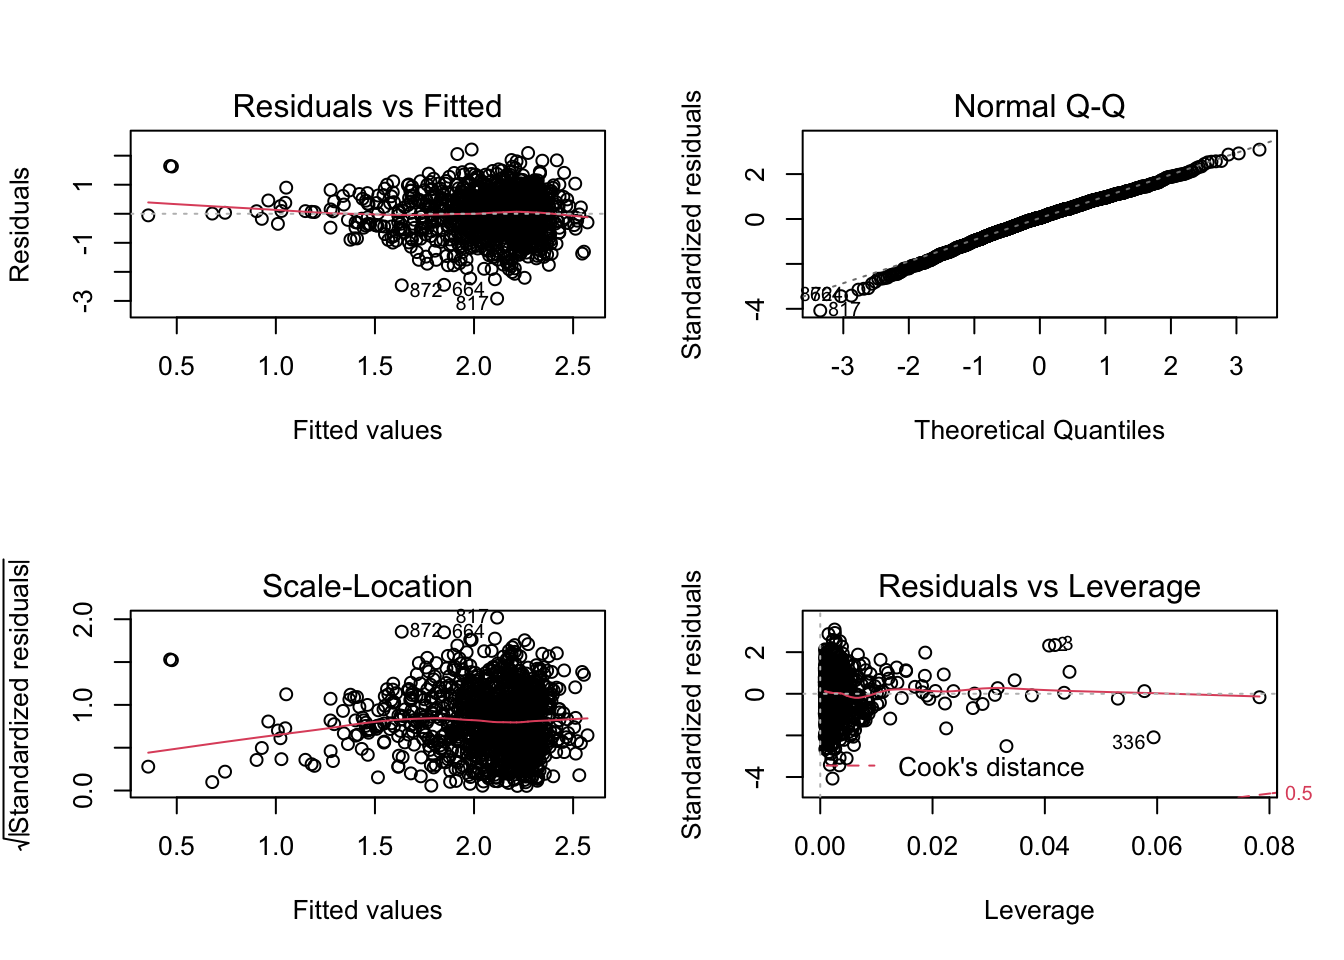 Residuals vs Fitted
Residuals
1
-1
-3
872
664
817
0.5 1.0 1.5 2.0 2.5
Fitted values
Normal Q-Q
Standardized residuals
2
0
-4
817
-3 -2 -1 0 1 2 3
Theoretical Quantiles
Scale-Location
√|Standardized residuals|
2.0
1.0
0.0
817
872
664
0.5 1.0 1.5 2.0 2.5
Fitted values
Residuals vs Leverage
Standardized residuals
2
0
-4
336
Cook's distance
0.5
0.00 0.02 0.04 0.06 0.08
Leverage